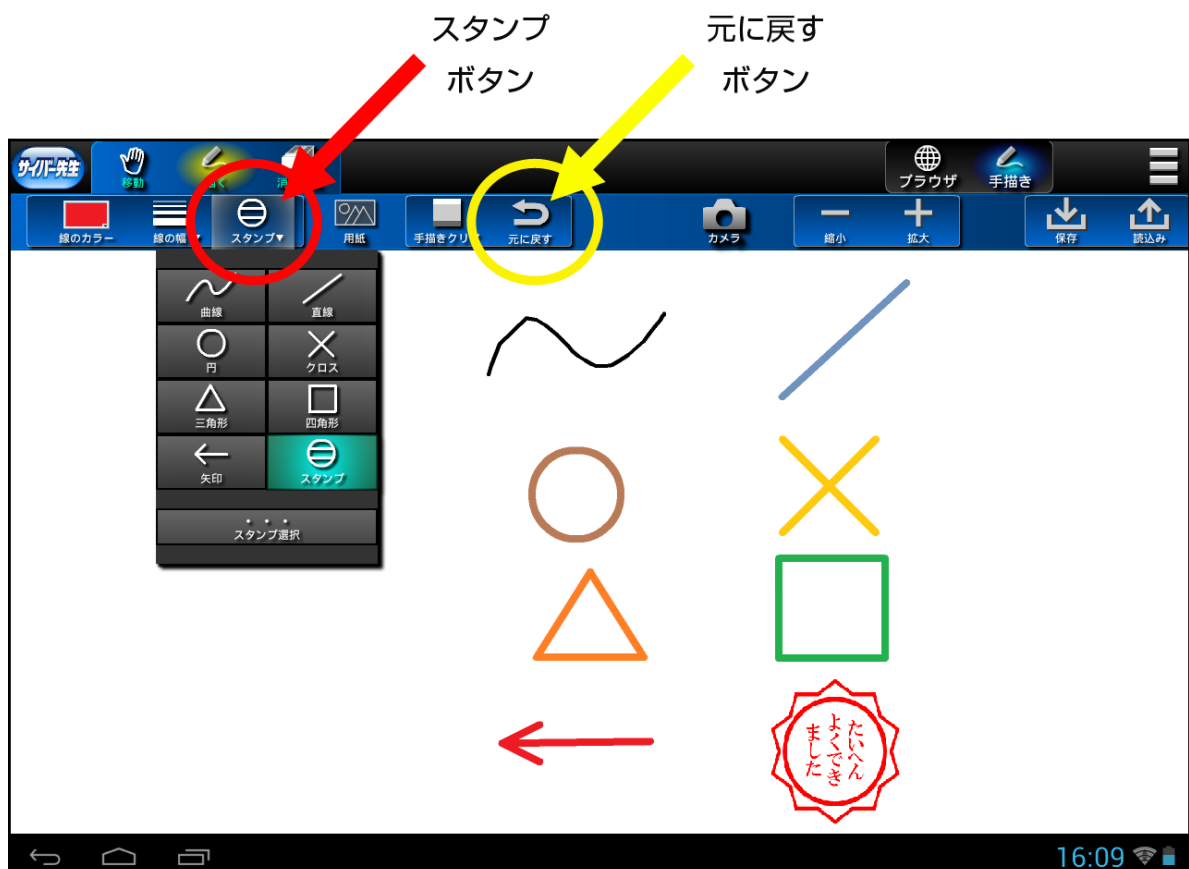 スタンプ
ボタン
元に戻す
ボタン
サイバー先生
移動
く
消
ブラウザ
手描き
線のカラー
線の幅▼
スタンプ▼
用紙
手描きクリア
元に戻す
カメラ
縮小
拡大
保存
読込み
曲線
直線
円
クロス
三角形
四角形
矢印
スタンプ
スタンプ選択
たいへん
よくでき
ました
16:09